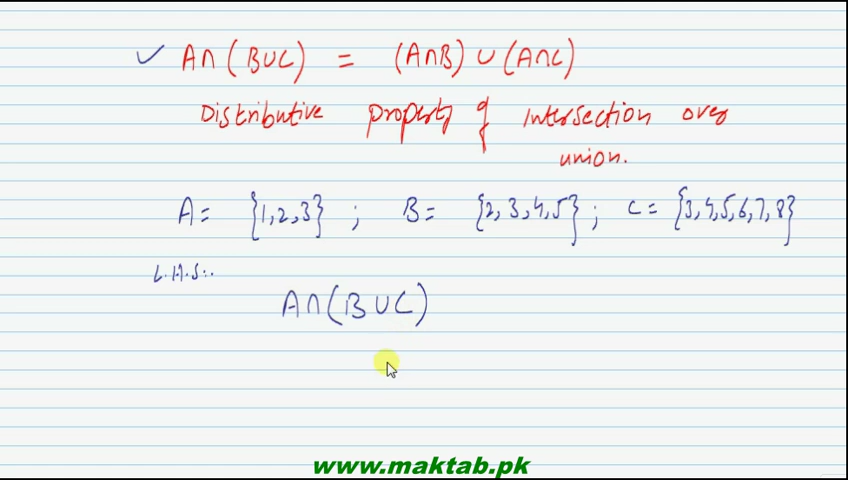 ✓ A∩(B∪C) = (A∩B)∪(A∩C)
Distributive property of intersection over
union.
A= {1,2,3} ; B= {2,3,4,5} ; C= {3,4,5,6,7,8}
L.H.S:.
A∩(B∪C)
www.maktab.pk